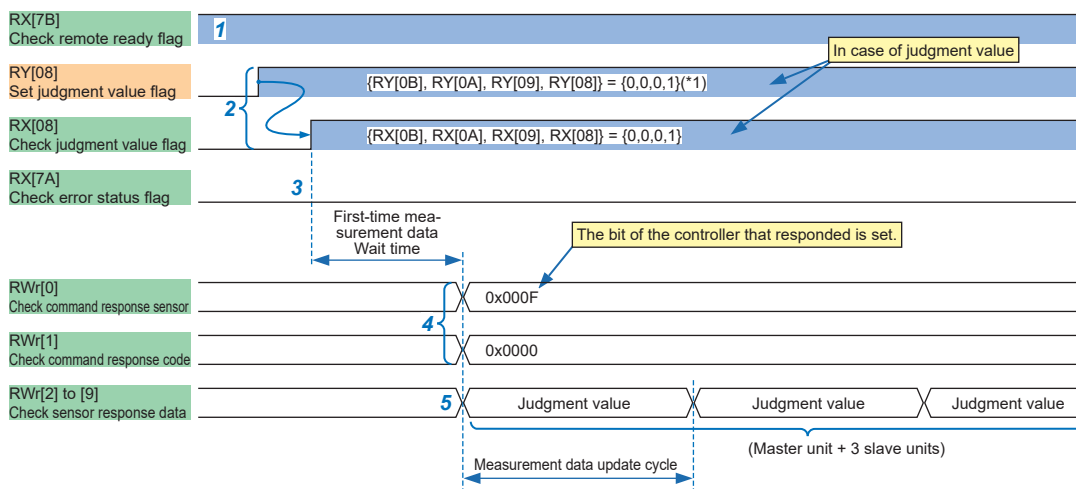 RX[7B]
Check remote ready flag
1
In case of judgment value
RY[08]
Set judgment value flag
{RY[0B], RY[0A], RY[09], RY[08]} = {0,0,0,1}(*1)
2
RX[08]
Check judgment value flag
{RX[0B], RX[0A], RX[09], RX[08]} = {0,0,0,1}
RX[7A]
Check error status flag
3
First-time mea-
surement data
Wait time
The bit of the controller that responded is set.
RWr[0]
Check command response sensor
0x000F
4
RWr[1]
Check command response code
0x0000
RWr[2] to [9]
Check sensor response data
5
Judgment value
Judgment value
Judgment value
(Master unit + 3 slave units)
Measurement data update cycle